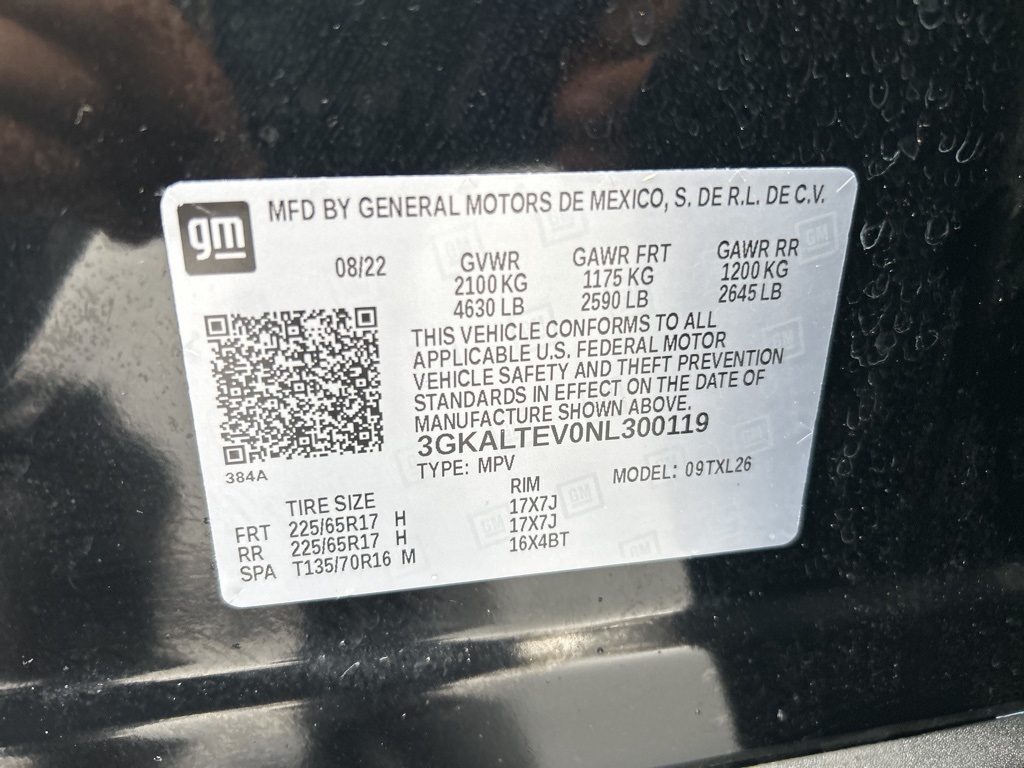 gm
MFD BY GENERAL MOTORS DE MEXICO, S. DE R.L. DE C.V.
08/22
GVWR
2100 KG
4630 LB
GAWR FRT
1175 KG
2590 LB
GAWR RR
1200 KG
2645 LB
THIS VEHICLE CONFORMS TO ALL
APPLICABLE U.S. FEDERAL MOTOR
VEHICLE SAFETY AND THEFT PREVENTION
STANDARDS IN EFFECT ON THE DATE OF
MANUFACTURE SHOWN ABOVE.
3GKALTEV0NL300119
TYPE: MPV
MODEL: 09TXL26
384A
TIRE SIZE
RIM
FRT 225/65R17 H 17X7J
RR 225/65R17 H 17X7J
SPA T135/70R16 M 16X4BT